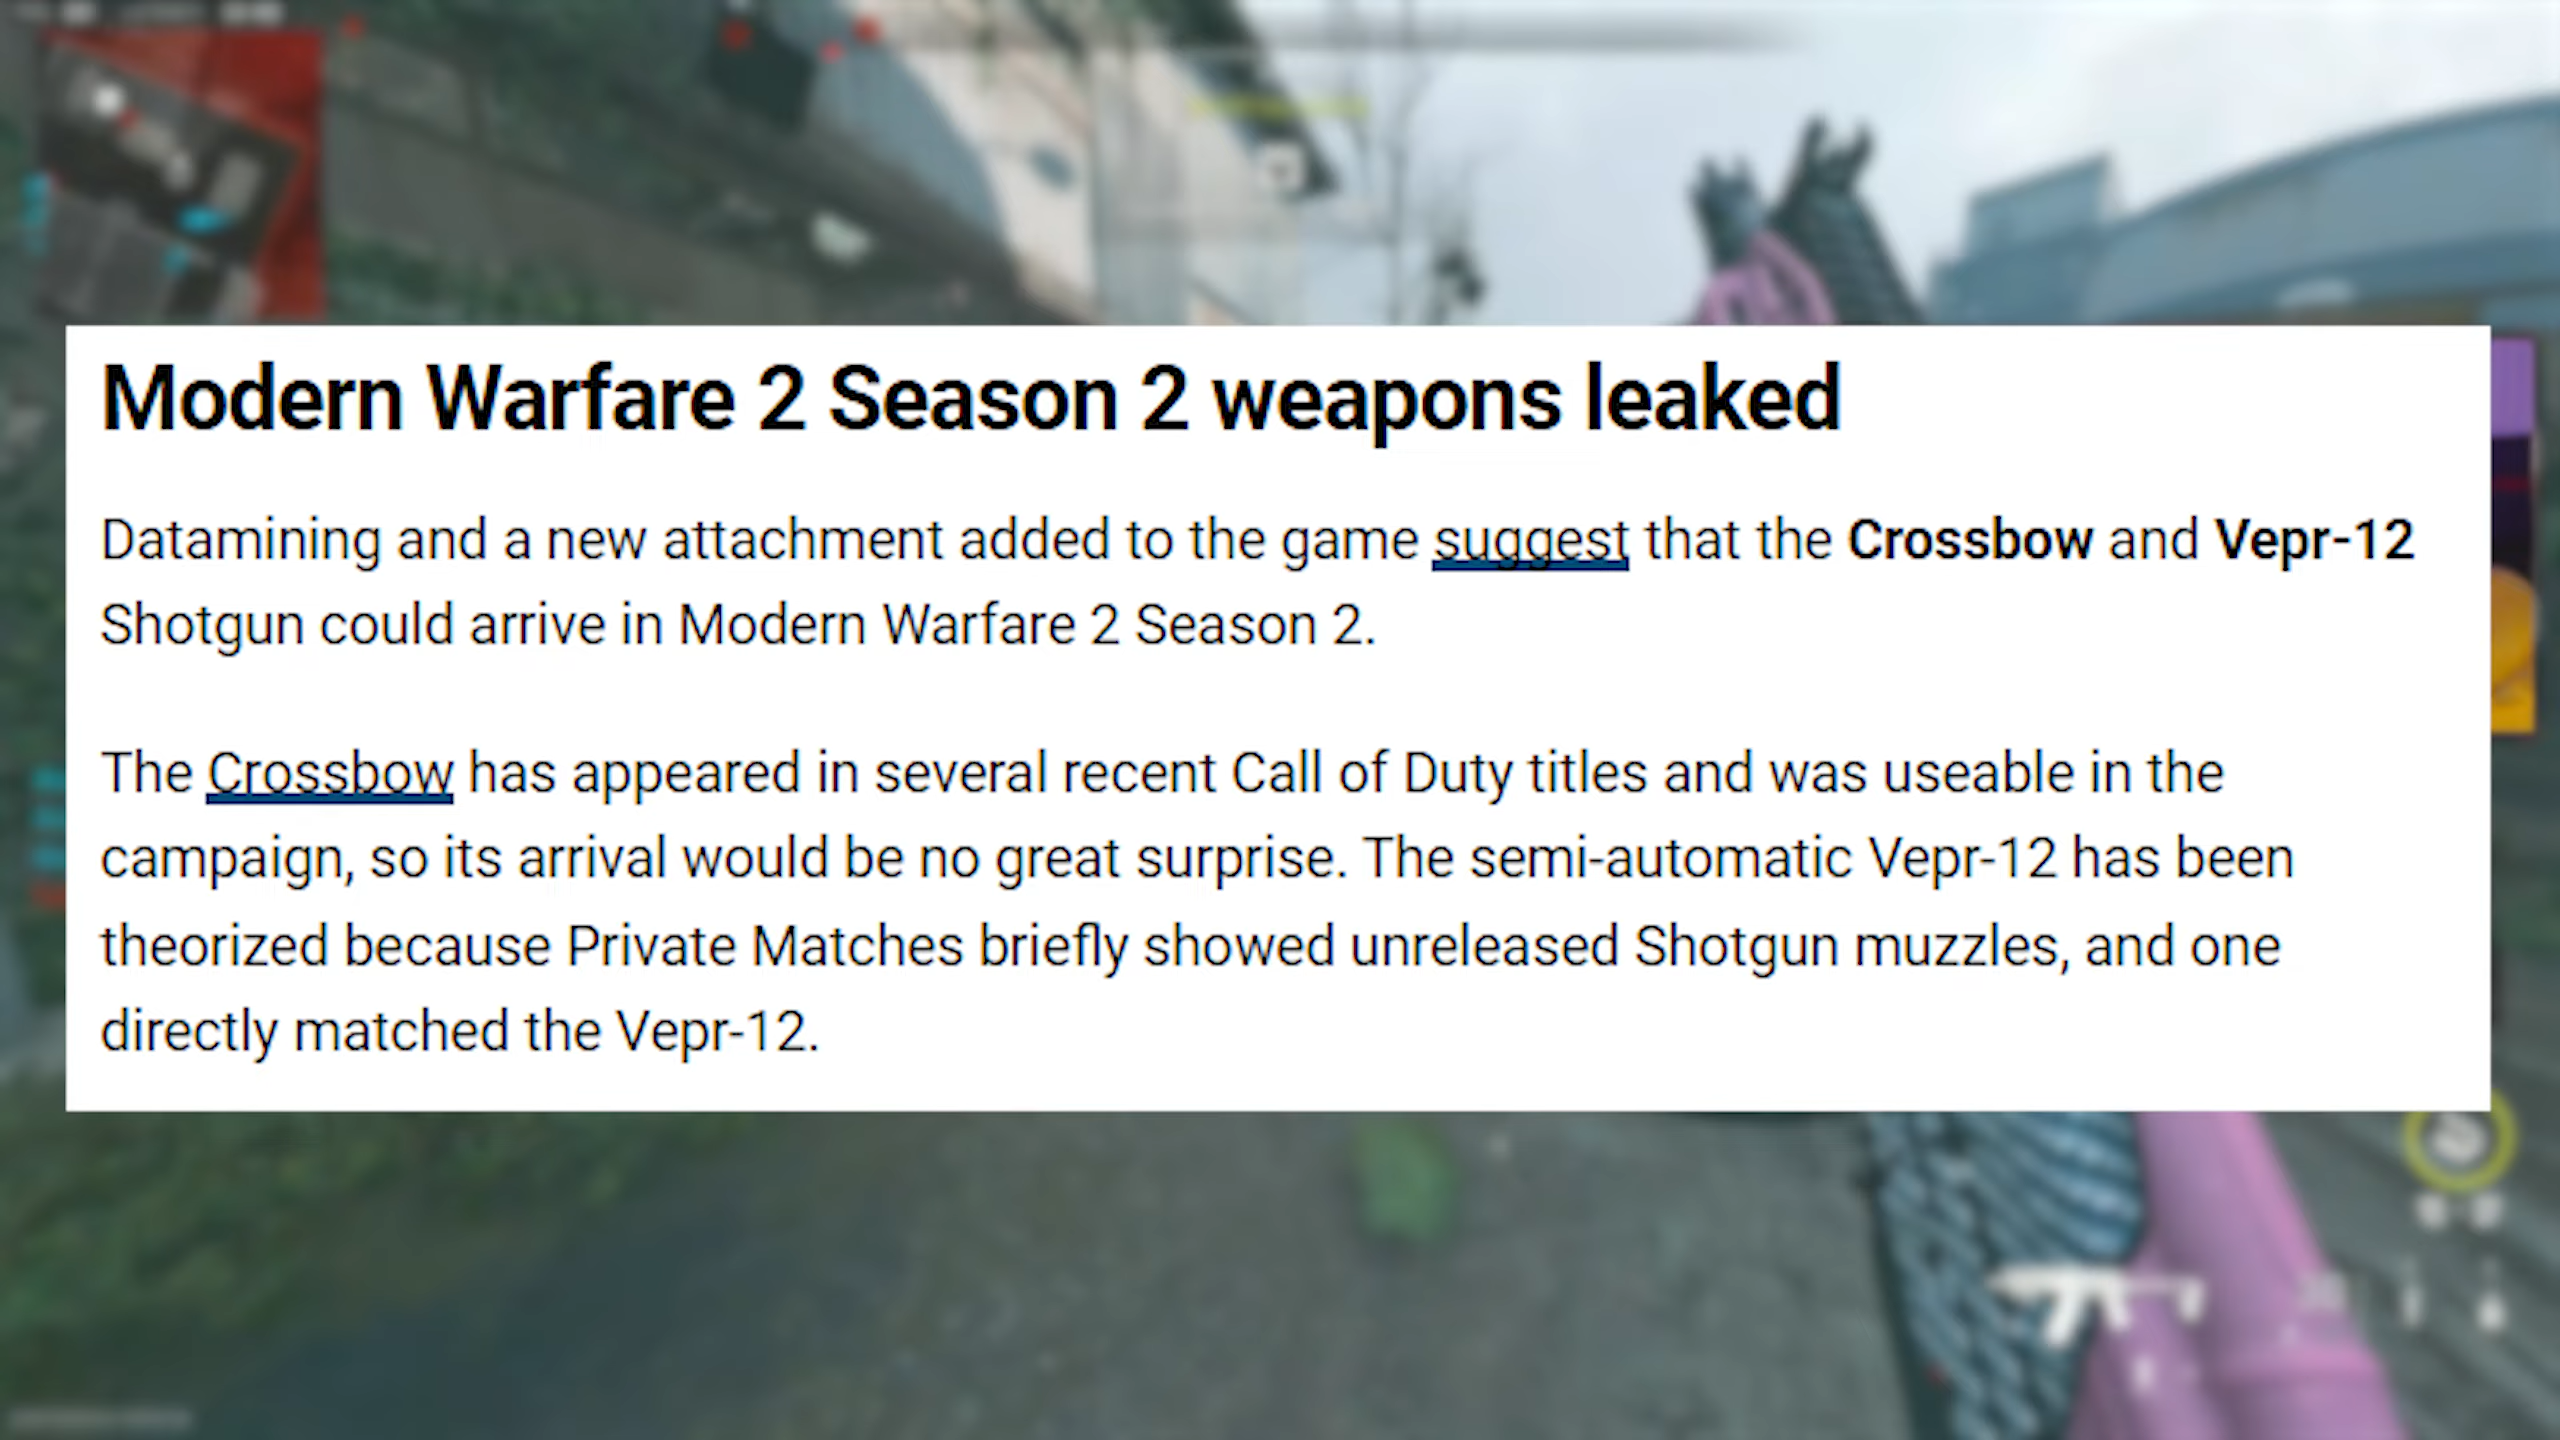 Modern Warfare 2 Season 2 weapons leaked
Datamining and a new attachment added to the game suggest that the Crossbow and Vepr-12
Shotgun could arrive in Modern Warfare 2 Season 2.
The Crossbow has appeared in several recent Call of Duty titles and was useable in the
campaign, so its arrival would be no great surprise. The semi-automatic Vepr-12 has been
theorized because Private Matches briefly showed unreleased Shotgun muzzles, and one
directly matched the Vepr-12.